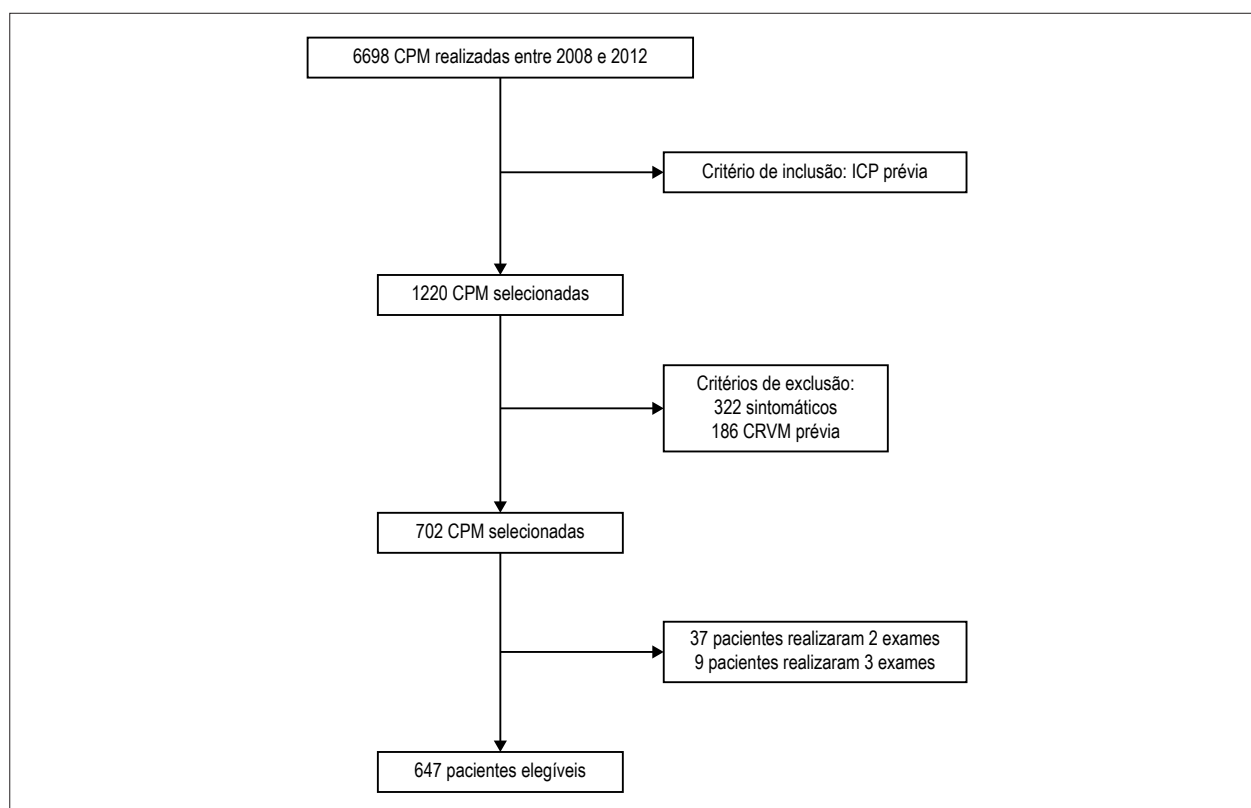 6698 CPM realizadas entre 2008 e 2012
Critério de inclusão: ICP prévia
1220 CPM selecionadas
Critérios de exclusão:
322 sintomáticos
186 CRVM prévia
702 CPM selecionadas
37 pacientes realizaram 2 exames
9 pacientes realizaram 3 exames
647 pacientes elegíveis